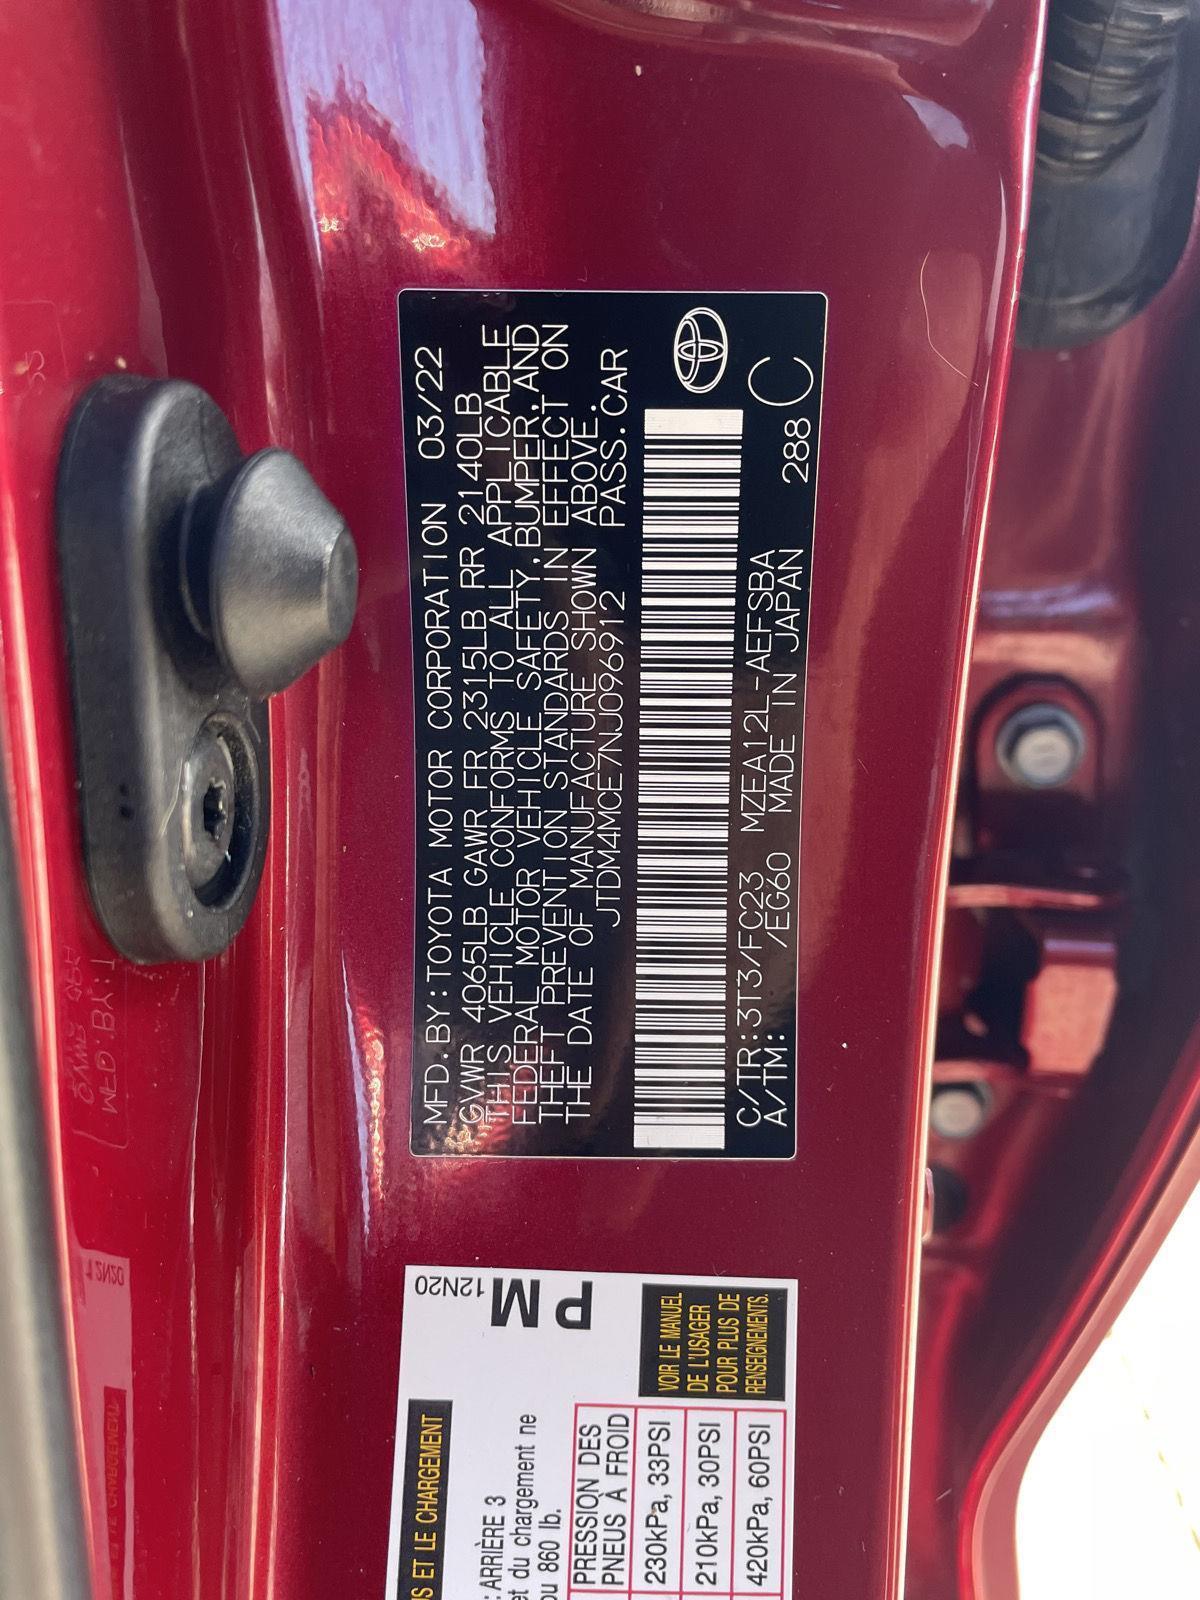 MFD.BY:TOYOTA MOTOR CORPORATION 03/22
GVWR 4065LB GAWR FR 2315LB RR 2140LB
THIS VEHICLE CONFORMS TO ALL APPLICABLE
FEDERAL MOTOR VEHICLE SAFETY,BUMPER,AND
THEFT PREVENTION STANDARDS IN EFFECT ON
THE DATE OF MANUFACTURE SHOWN ABOVE.
JTDM4MCE7NJ096912 PASS.CAR
C/TR:3T3/FC23 MZEA12L-AEFSBA
A/TM: /EG60 MADE IN JAPAN 288 C
12N20
PM
VOIR LE MANUEL
DE L'USAGER
POUR PLUS DE
RENSEIGNEMENTS.
ET LE CHARGEMENT
: ARRIÈRE 3
et du chargement ne
ou 860 lb.
PRESSION DES
PNEUS À FROID
230kPa, 33PSI
210kPa, 30PSI
420kPa, 60PSI